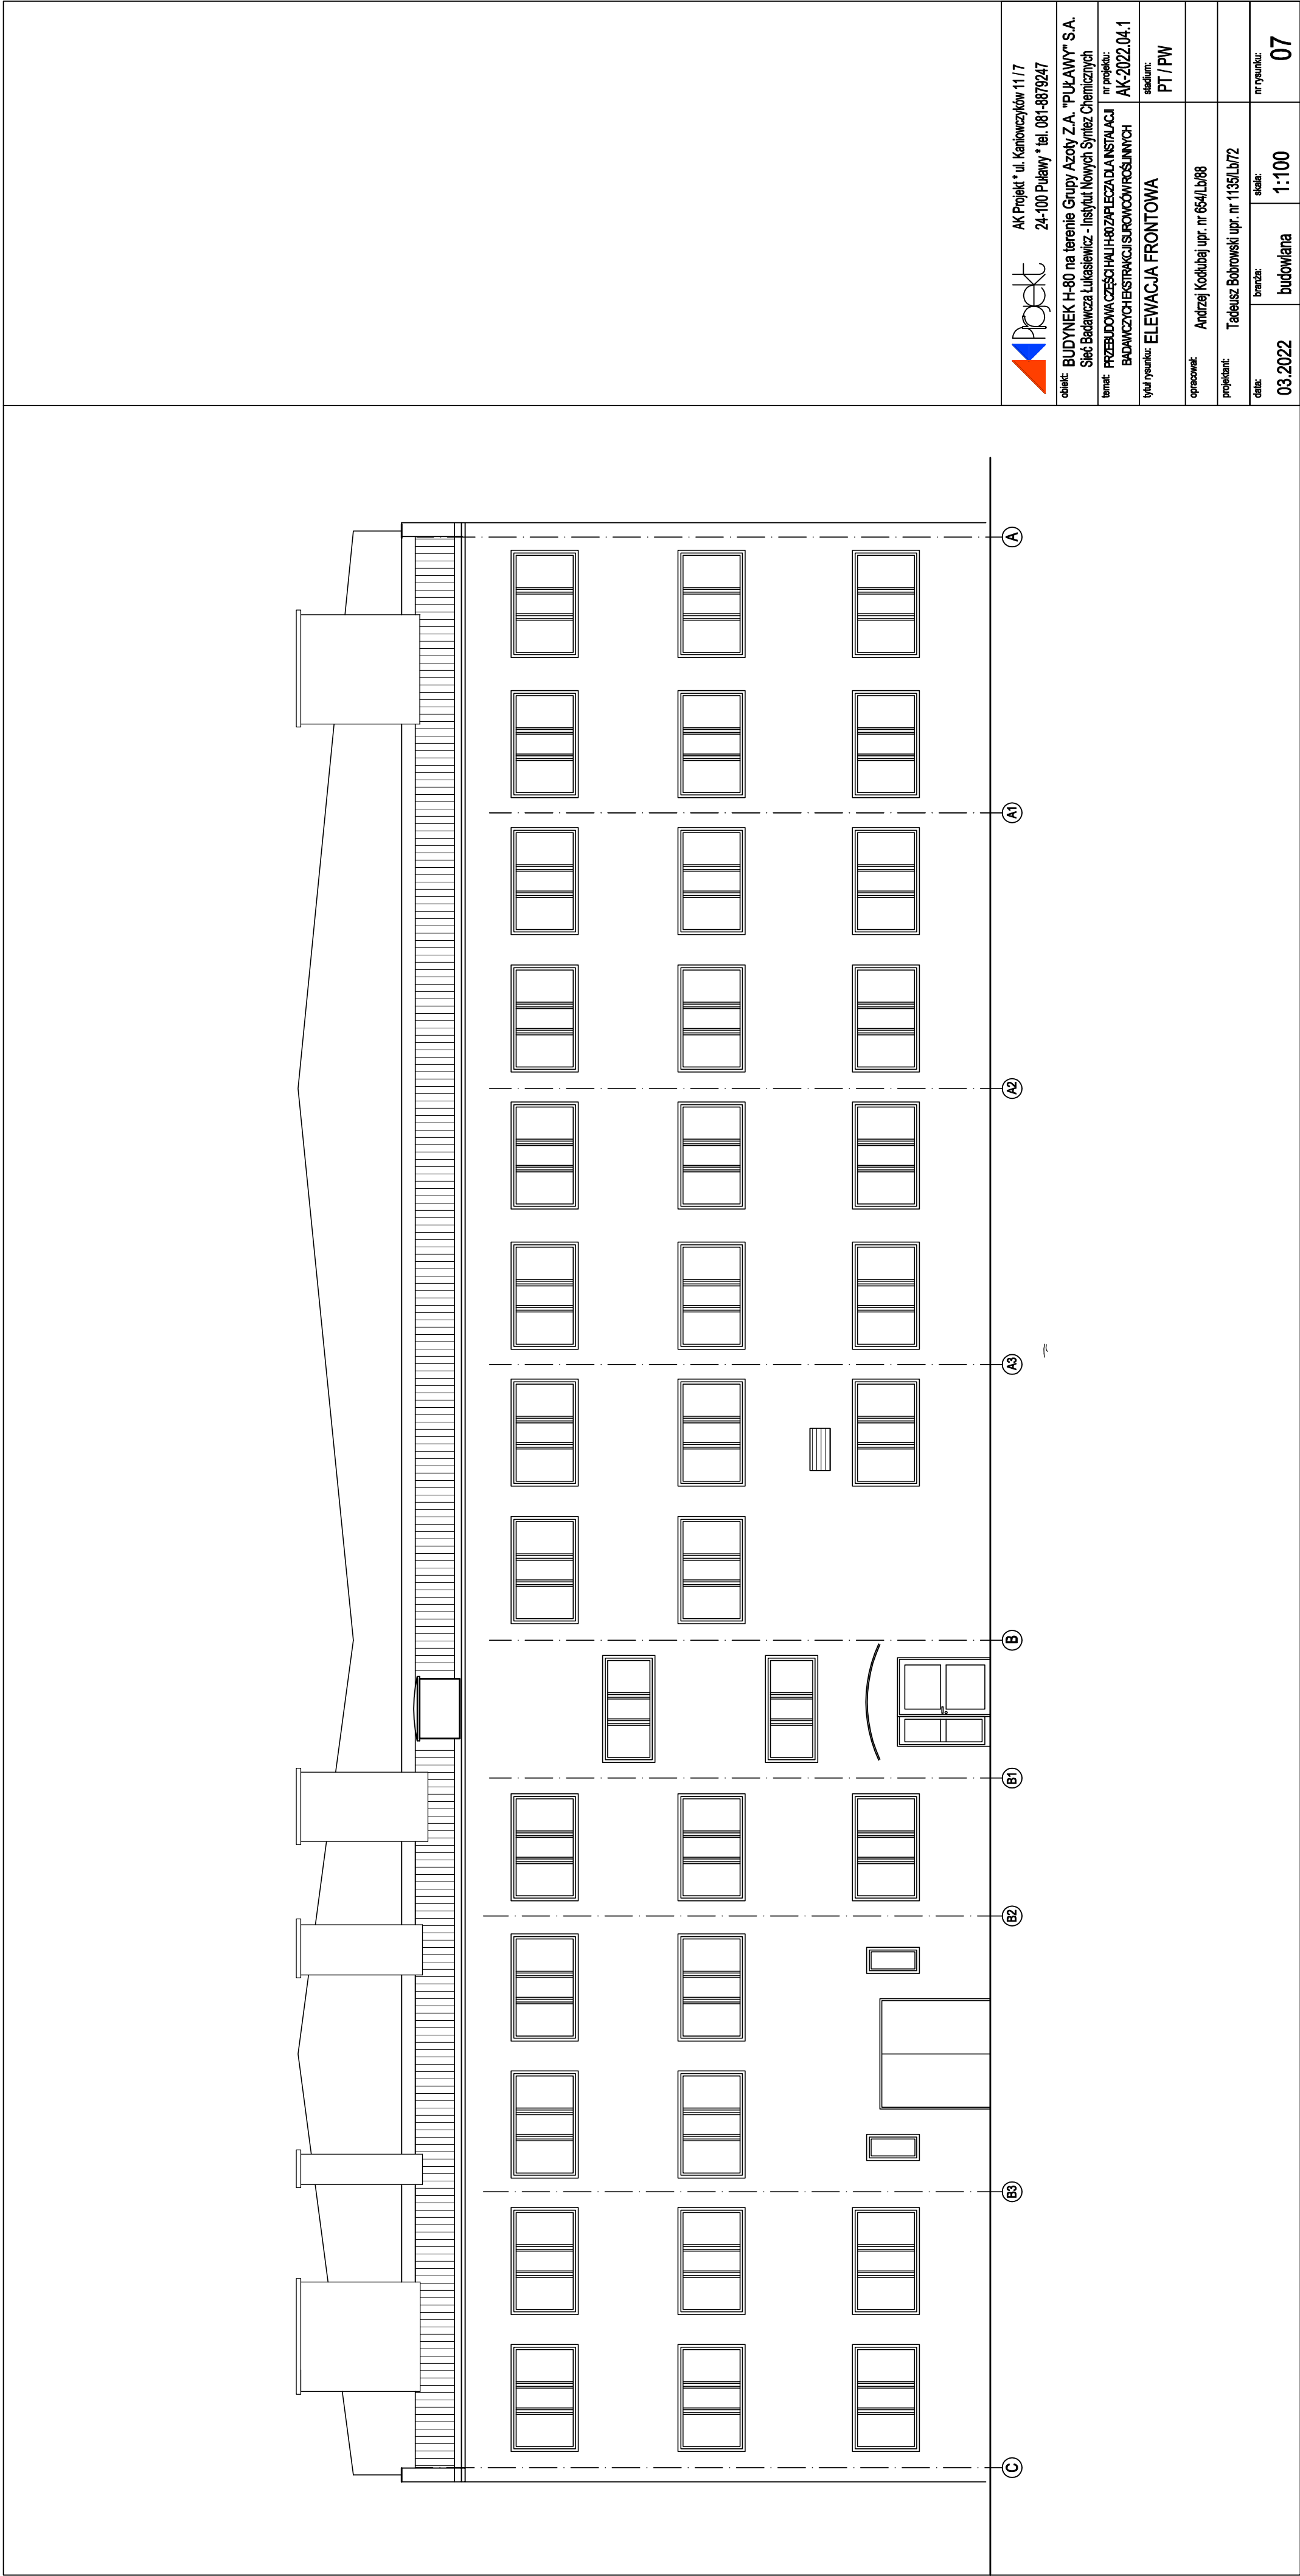 C
B3
B2
B1
B
A3
A2
A1
A
Projekt
AK Projekt * ul. Kaniowczyków 11 / 7
24-100 Puławy * tel. 081-8879247
obiekt: BUDYNEK H-80 na terenie Grupy Azoty Z.A. "PUŁAWY" S.A.
Sieć Badawcza Łukasiewicz - Instytut Nowych Syntez Chemicznych
temat: PRZEBUDOWA CZĘŚCI HALI H-80 ZAPLECZA DLA INSTALACJI
BADAWCZYCH EKSTRAKCJI SUROWCÓW ROŚLINNYCH
nr projektu:
AK-2022.04.1
tytuł rysunku: ELEWACJA FRONTOWA
stadium:
PT / PW
opracował:
Andrzej Kodłubaj upr. nr 654/Lb/88
projektant:
Tadeusz Bobrowski upr. nr 1135/Lb/72
data:
03.2022
branża:
budowlana
skala:
1:100
nr rysunku:
07